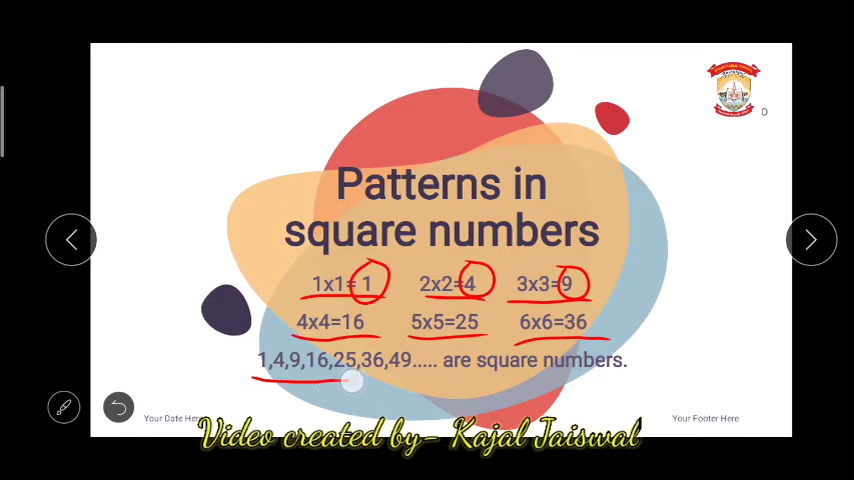 0
Patterns in
square numbers
1x1= 1 2x2=4 3x3=9
4x4=16 5x5=25 6x6=36
1,4,9,16,25,36,49..... are square numbers.
Your Date Here Your Footer Here
Video created by- Kajal Jaiswal